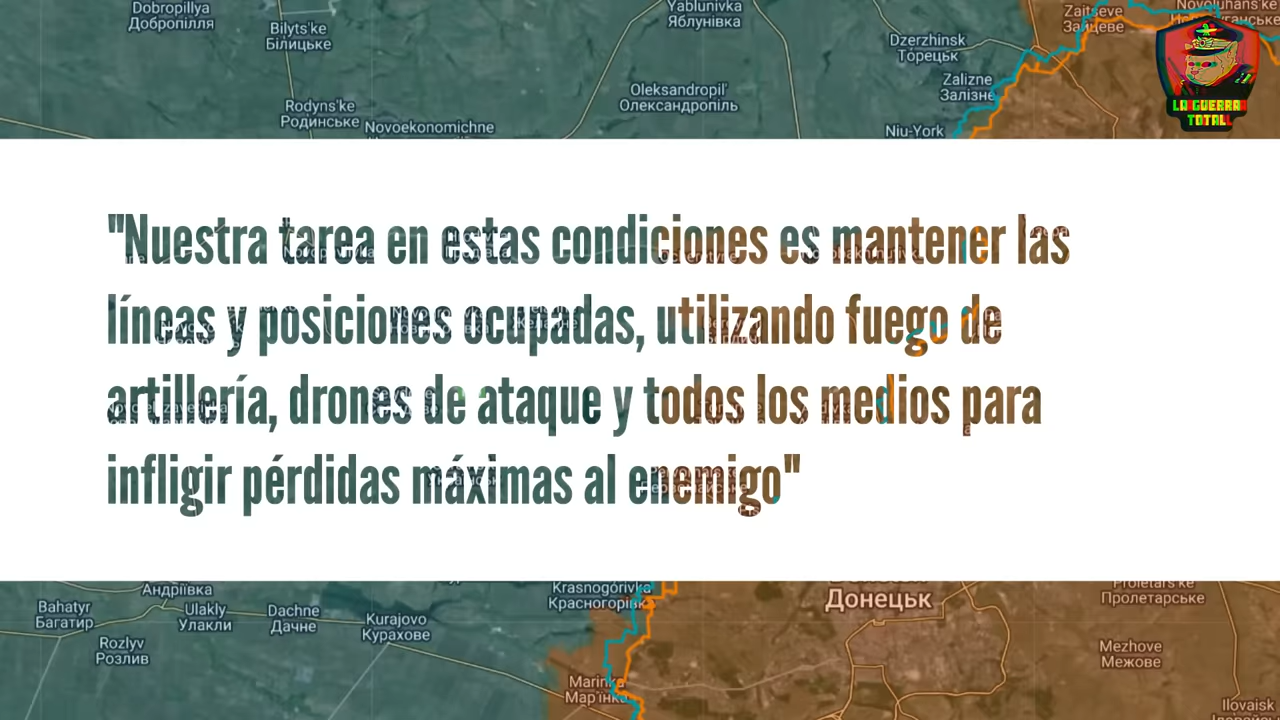 Dobropillya
Добропілля
Bilyts'ke
Білицьке
Yablunivka
Яблунівка
Zaitseve
Зайцеве
Dzerzhinsk
Торецьк
Zalizne
Залізне
Oleksandropil'
Олександропіль
Rodyns'ke
Родинське
Novoekonomichne
Niu-York
LA GUERRA
TOTAL
"Nuestra tarea en estas condiciones es mantener las
líneas y posiciones ocupadas, utilizando fuego de
artillería, drones de ataque y todos los medios para
infligir pérdidas máximas al enemigo"
Андріївка
Bahatyr
Багатир
Ulakly
Улакли
Dachne
Дачне
Kurajovo
Курахове
Rozlyv
Розлив
Krasnogórivka
Красногорівка
Донецьк
Пролетарське
Mezhove
Межове
Marinka
Мар'їнка
Ilovaisk